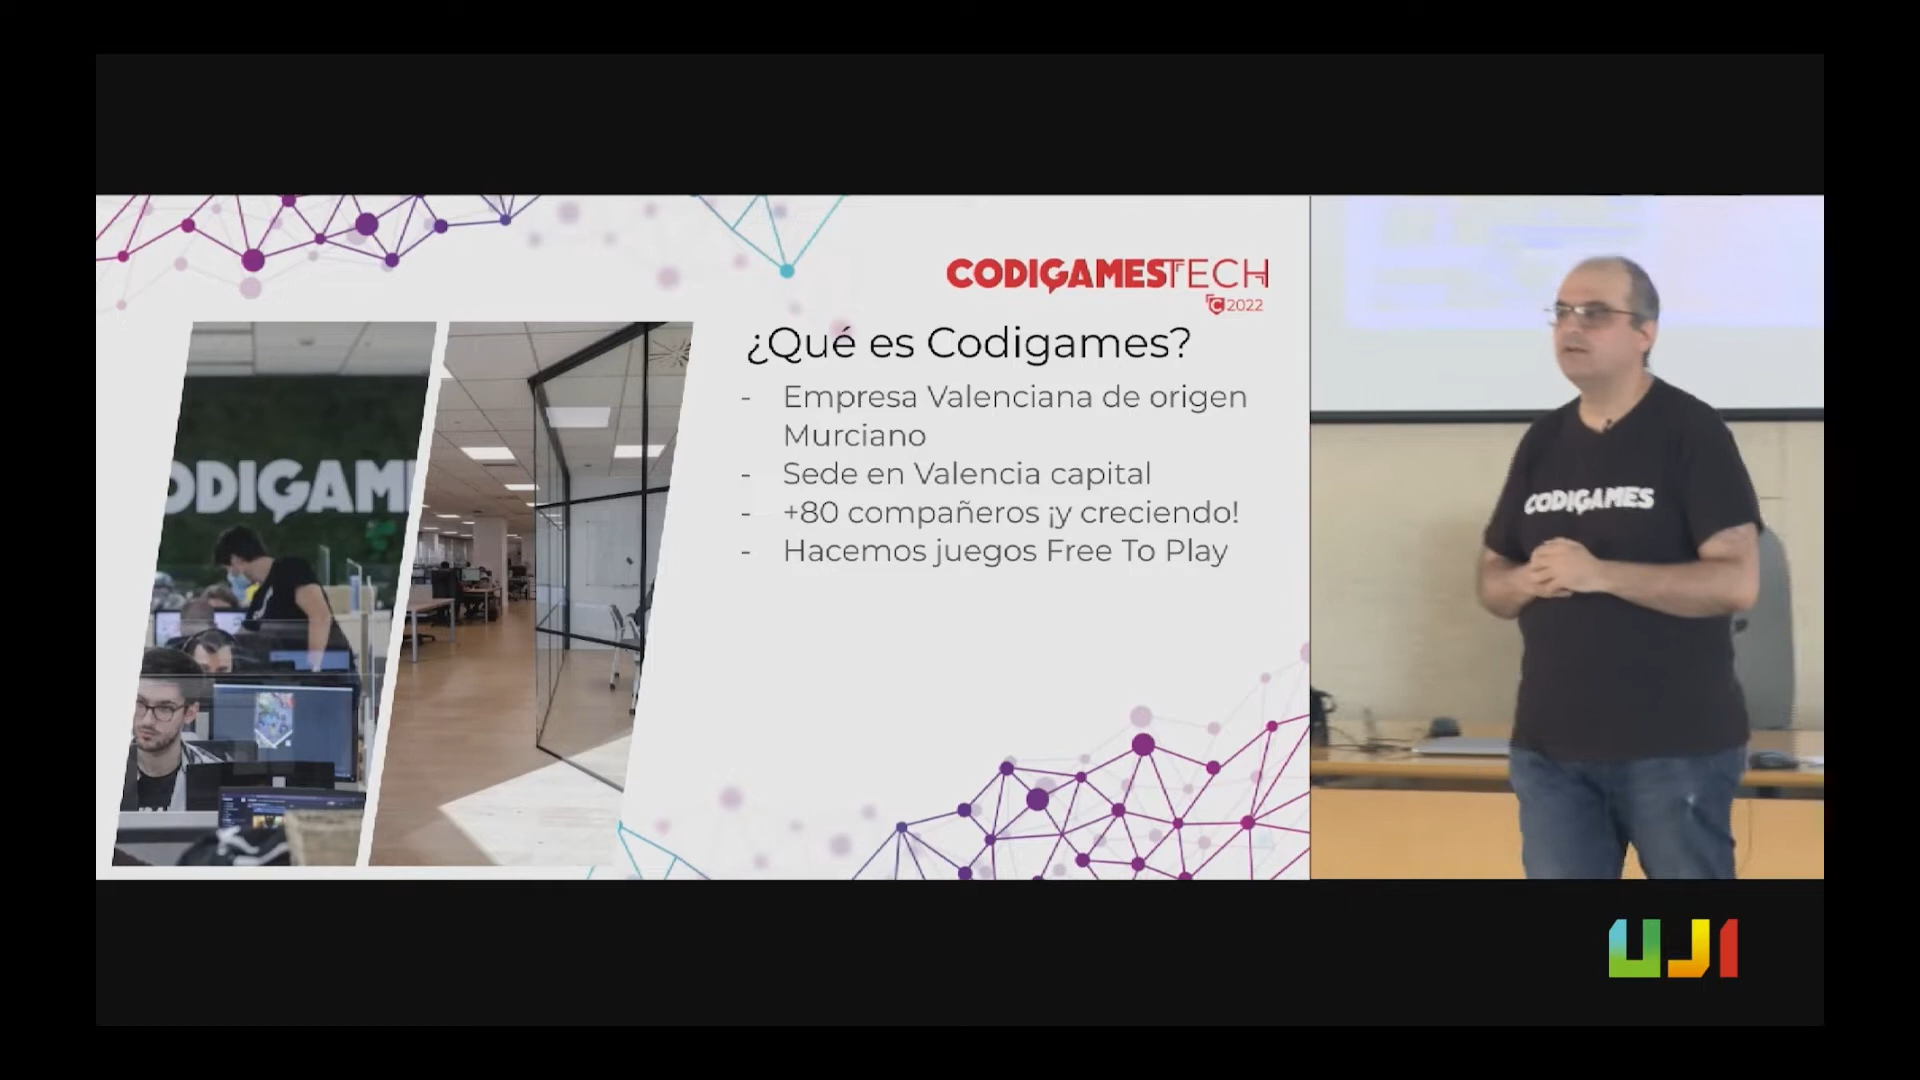 CODIGAMESTECH
C 2022
¿Qué es Codigames?
- Empresa Valenciana de origen
Murciano
- Sede en Valencia capital
- +80 compañeros ¡y creciendo!
- Hacemos juegos Free To Play
ODIGAM
CODIGAMES
UJI